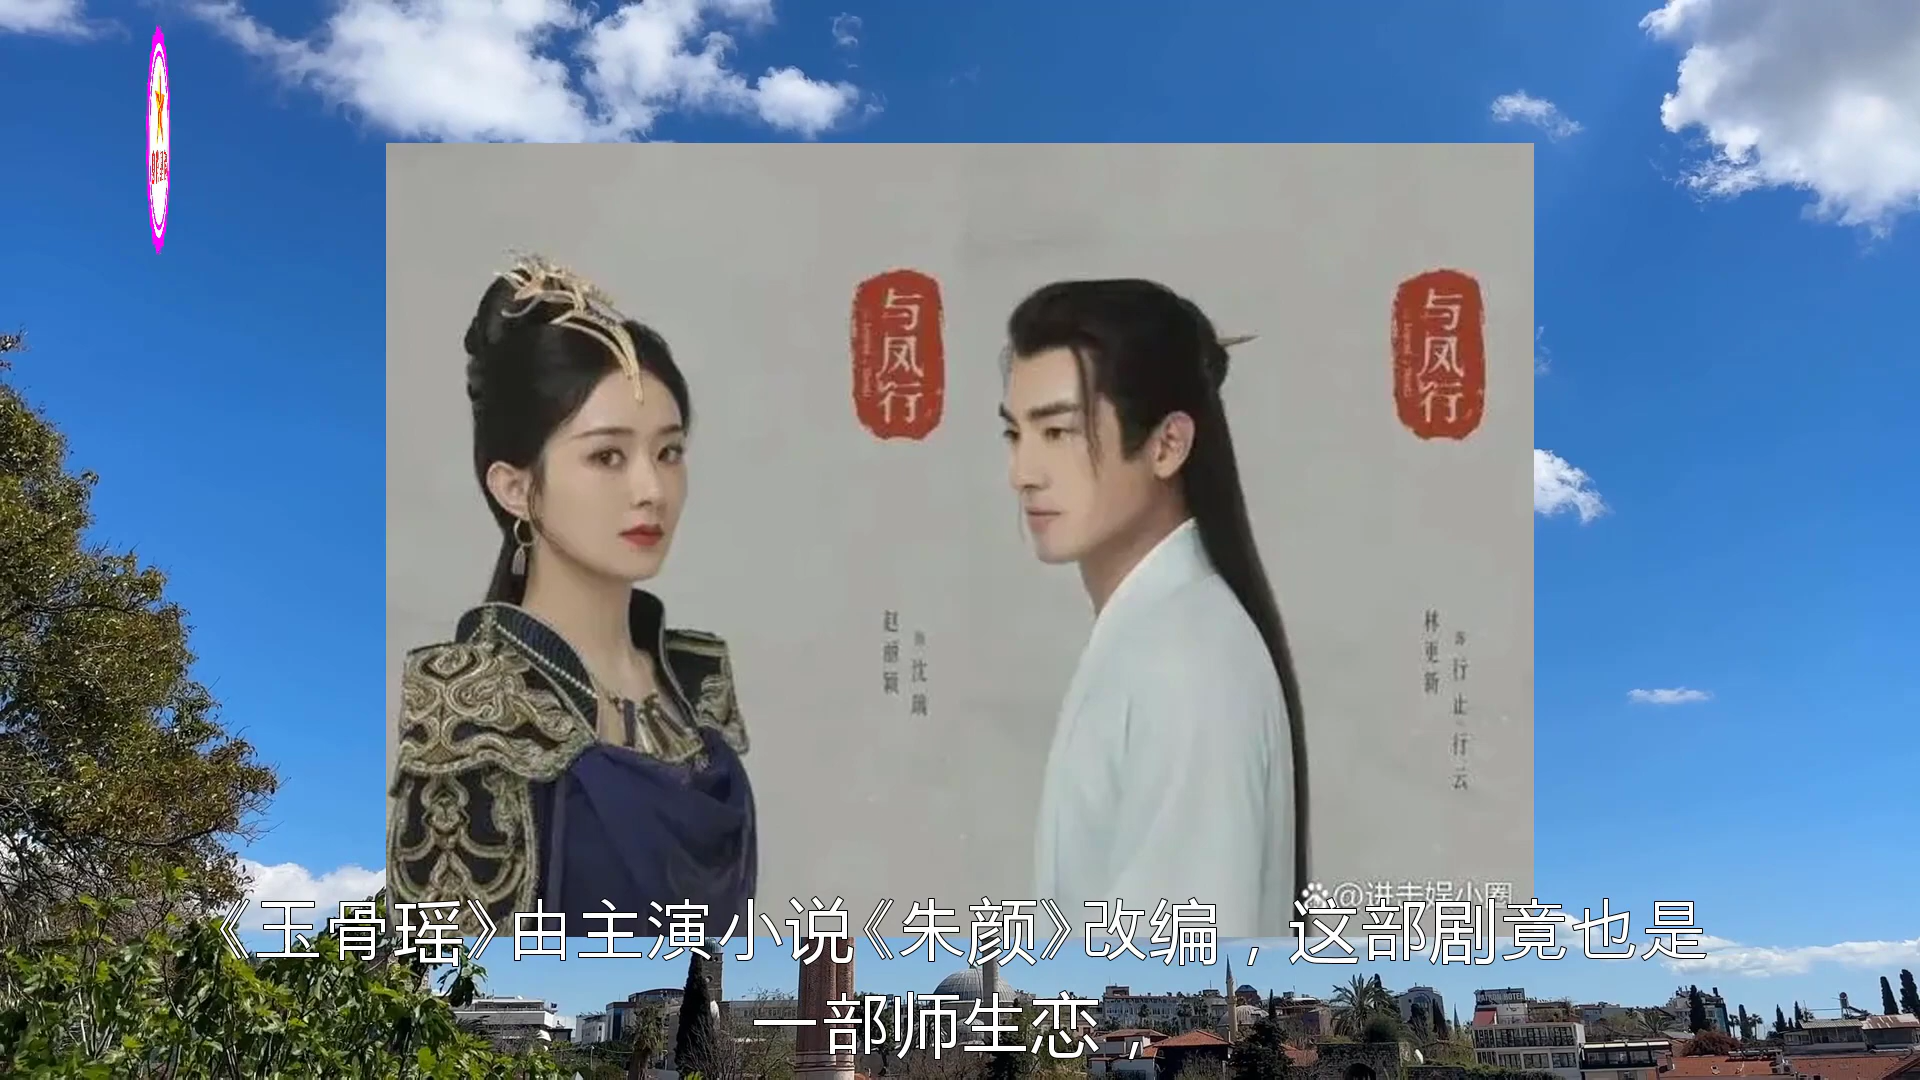 与凤行
与凤行
赵丽颖
饰 沈璃
林更新
饰 行止 行云
@进击娱小圈
《玉骨瑶》由主演小说《朱颜》改编，这部剧竟也是
一部师生恋，